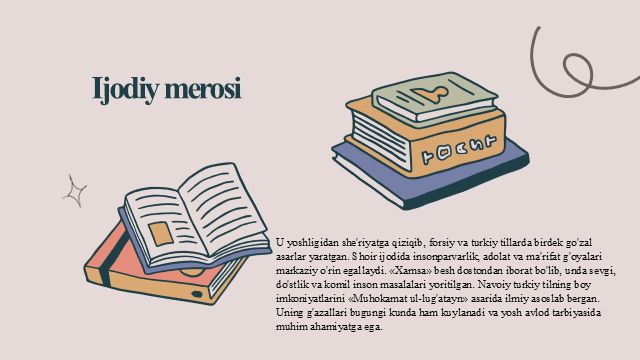 Ijodiy merosi
U yoshligidan she'riyatga qiziqib, forsiy va turkiy tillarda birdek go'zal
asarlar yaratgan. Shoir ijodida insonparvarlik, adolat va ma'rifat g'oyalari
markaziy o'rin egallaydi. «Xamsa» besh dostondan iborat bo'lib, unda sevgi,
do'stlik va komil inson masalalari yoritilgan. Navoiy turkiy tilning boy
imkoniyatlarini «Muhokamat ul-lug'atayn» asarida ilmiy asoslab bergan.
Uning g'azallari bugungi kunda ham kuylanadi va yosh avlod tarbiyasida
muhim ahamiyatga ega.